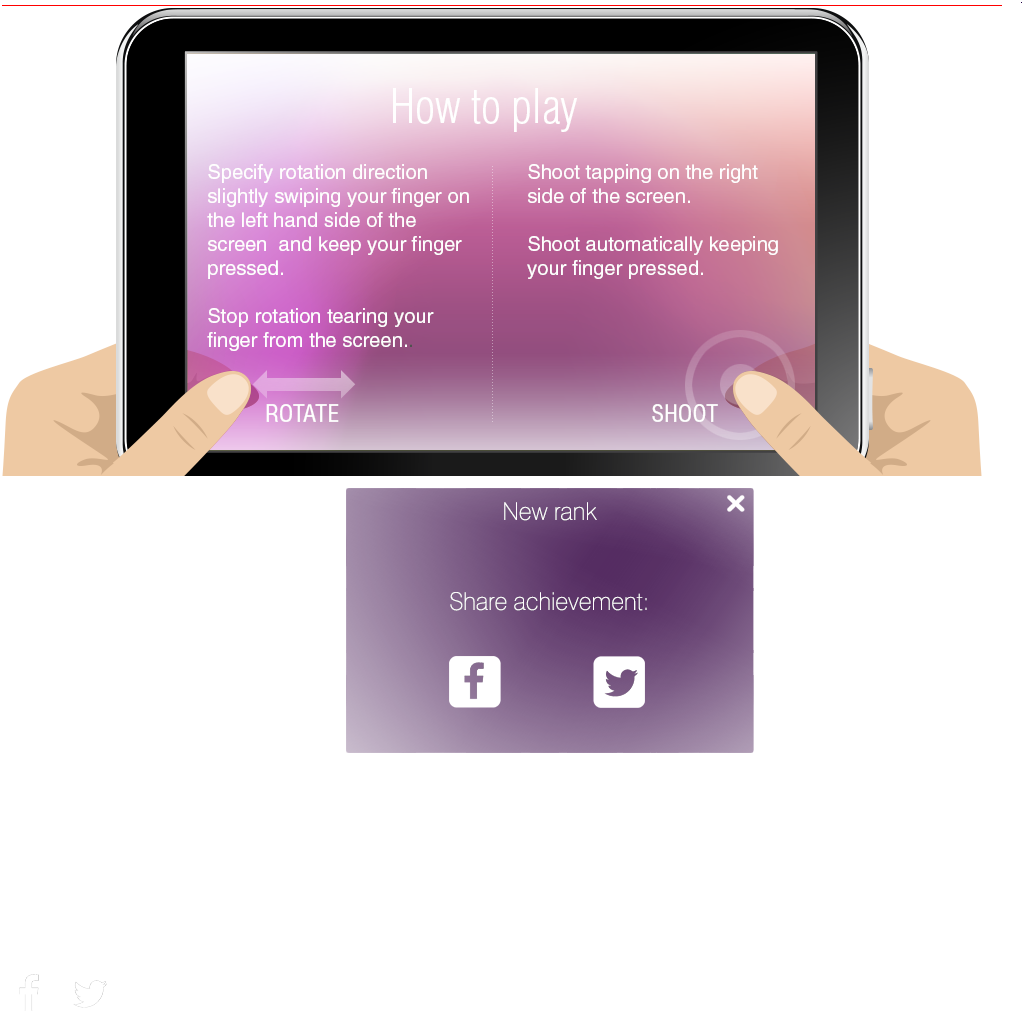 How to play
Specify rotation direction
slightly swiping your finger on
the left hand side of the
screen  and keep your finger
pressed.
Stop rotation tearing your
finger from the screen.
ROTATE
Shoot tapping on the right
side of the screen.
Shoot automatically keeping
your finger pressed.
SHOOT
New rank
Share achievement: